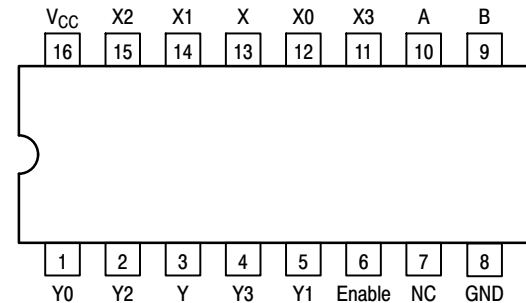 V_CC X2 X1 X X0 X3 A B
16 15 14 13 12 11 10 9
1 2 3 4 5 6 7 8
Y0 Y2 Y Y3 Y1 Enable NC GND